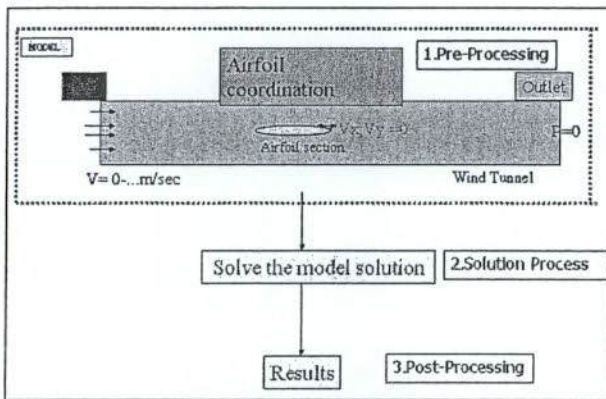 MODEL
1.Pre-Processing
Airfoil
coordination
Outlet
Vx, Vy =0
P=0
Airfoil section
V= 0-...m/sec
Wind Tunnel
Solve the model solution
2.Solution Process
Results
3.Post-Processing